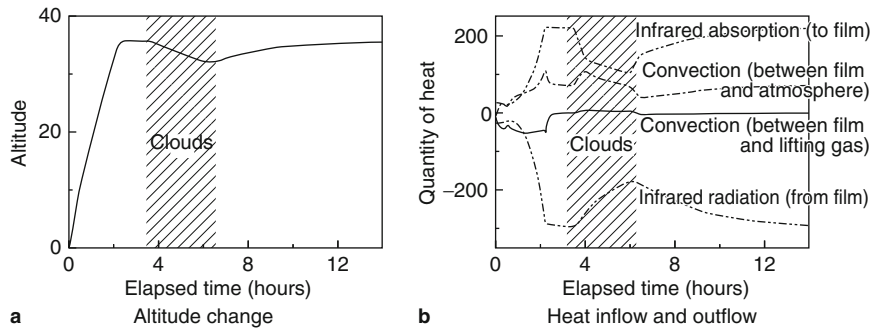 40
20
0
Altitude
Clouds
0 4 8 12
Elapsed time (hours)
a Altitude change
200
0
−200
Quantity of heat
Infrared absorption (to film)
Convection (between film
and atmosphere)
Convection (between film
and lifting gas)
Clouds
Infrared radiation (from film)
0 4 8 12
Elapsed time (hours)
b Heat inflow and outflow